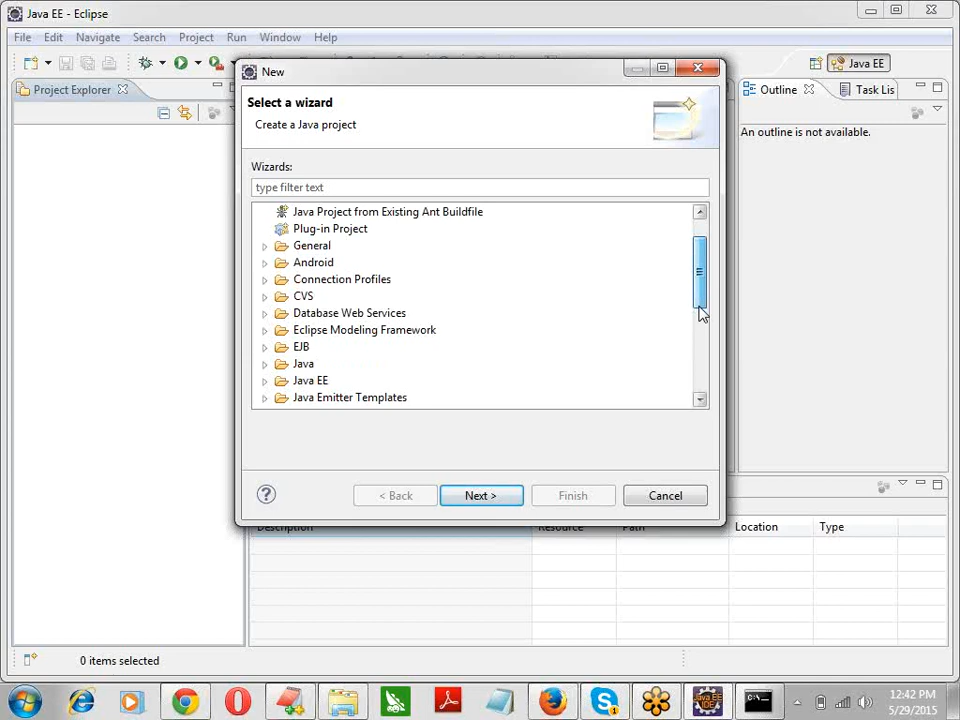 Java EE - Eclipse
File Edit Navigate Search Project Run Window Help
Java EE
New
Project Explorer
Outline
Task Lis
Select a wizard
Create a Java project
An outline is not available.
Wizards:
type filter text
Java Project from Existing Ant Buildfile
Plug-in Project
General
Android
Connection Profiles
CVS
Database Web Services
Eclipse Modeling Framework
EJB
Java
Java EE
Java Emitter Templates
? < Back Next > Finish Cancel
Description Resource Path Location Type
0 items selected
Java EE
IDE
12:42 PM
5/29/2015